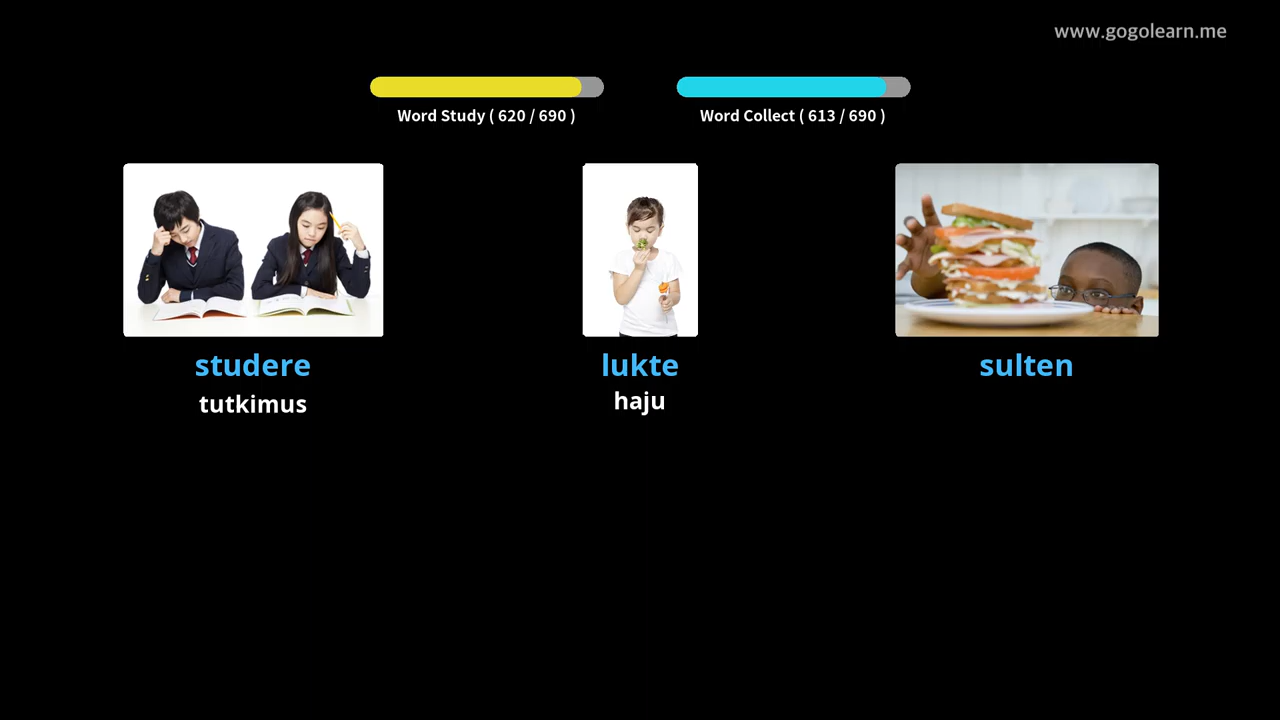 www.gogolearn.me
Word Study ( 620 / 690 )
Word Collect ( 613 / 690 )
studere
lukte
sulten
tutkimus
haju